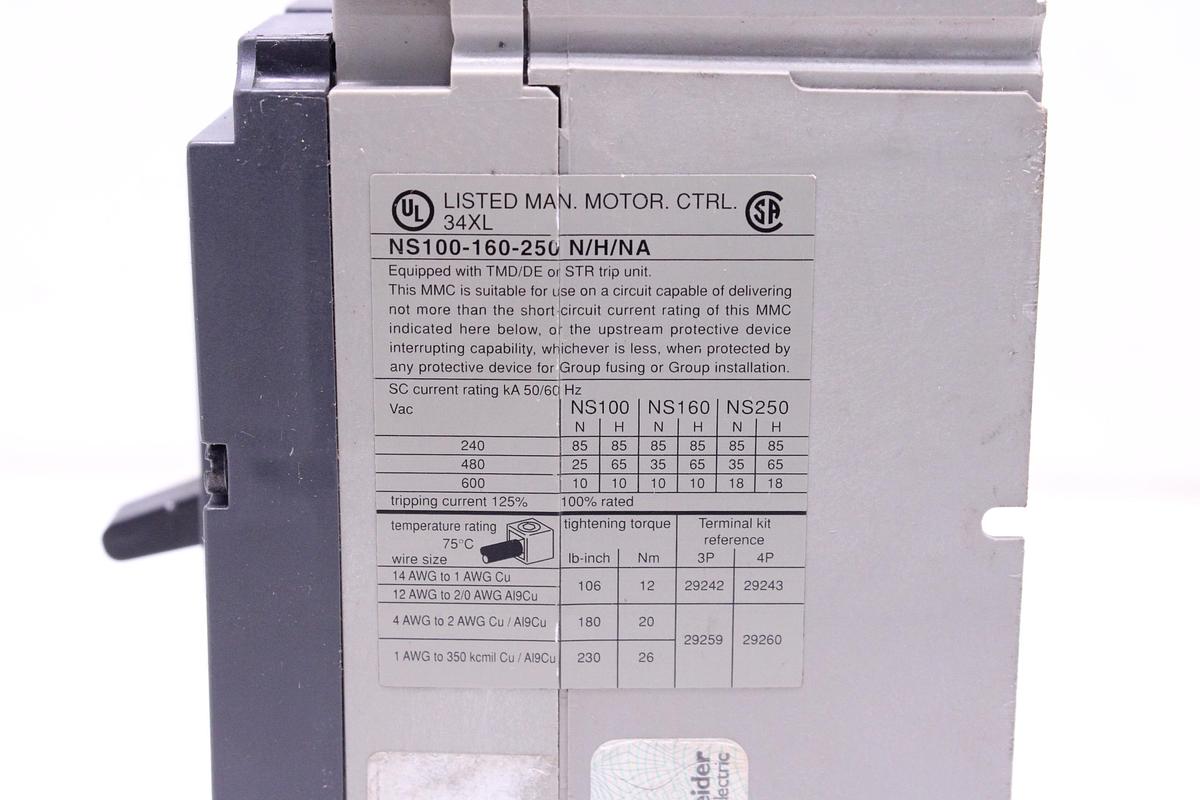 UL LISTED MAN. MOTOR. CTRL. SA
34XL
NS100-160-250 N/H/NA
Equipped with TMD/DE or STR trip unit.
This MMC is suitable for use on a circuit capable of delivering
not more than the short-circuit current rating of this MMC
indicated here below, or the upstream protective device
interrupting capability, whichever is less, when protected by
any protective device for Group fusing or Group installation.
SC current rating kA 50/60 Hz
Vac NS100 NS160 NS250
N H N H N H
240 85 85 85 85 85 85
480 25 65 35 65 35 65
600 10 10 10 10 18 18
tripping current 125% 100% rated
temperature rating tightening torque Terminal kit
75°C reference
wire size lb-inch Nm 3P 4P
14 AWG to 1 AWG Cu 106 12 29242 29243
12 AWG to 2/0 AWG Al9Cu
4 AWG to 2 AWG Cu / Al9Cu 180 20 29259 29260
1 AWG to 350 kcmil Cu / Al9Cu 230 26
eider
lectric